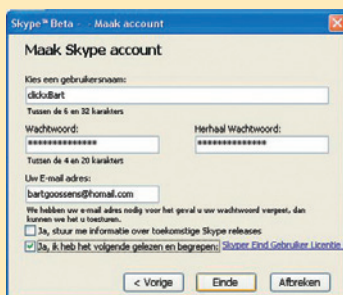 Skype™ Beta - - Maak account
Maak Skype account
Kies een gebruikersnaam:
clickxBart
Tussen de 6 en 32 karakters
Wachtwoord: Herhaal Wachtwoord:
************** **************
Tussen de 4 en 20 karakters
Uw E-mail adres:
bartgoossens@homail.com
We hebben uw e-mail adres nodig voor het geval u uw wachtwoord vergeet, dan
kunnen we het u toesturen.
Ja, stuur me informatie over toekomstige Skype releases
Ja, ik heb het volgende gelezen en begrepen: Skyper Eind Gebruiker Licentie
< Vorige Einde Afbreken